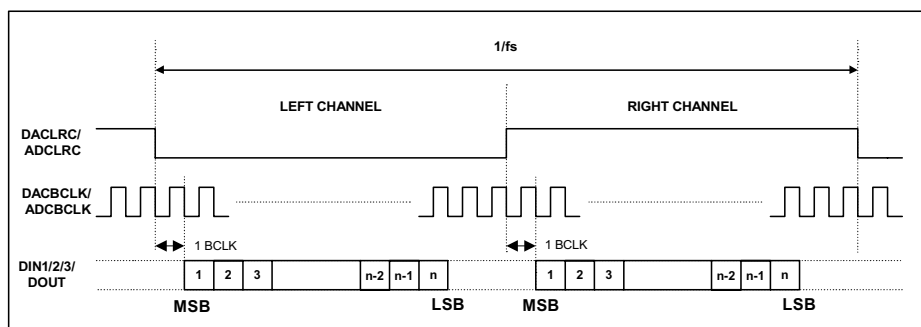 1/fs
LEFT CHANNEL
RIGHT CHANNEL
DACLRC/
ADCLRC
DACBCLK/
ADCBCLK
1 BCLK
1 BCLK
DIN1/2/3/
DOUT
1 2 3 n-2 n-1 n
1 2 3 n-2 n-1 n
MSB
LSB
MSB
LSB